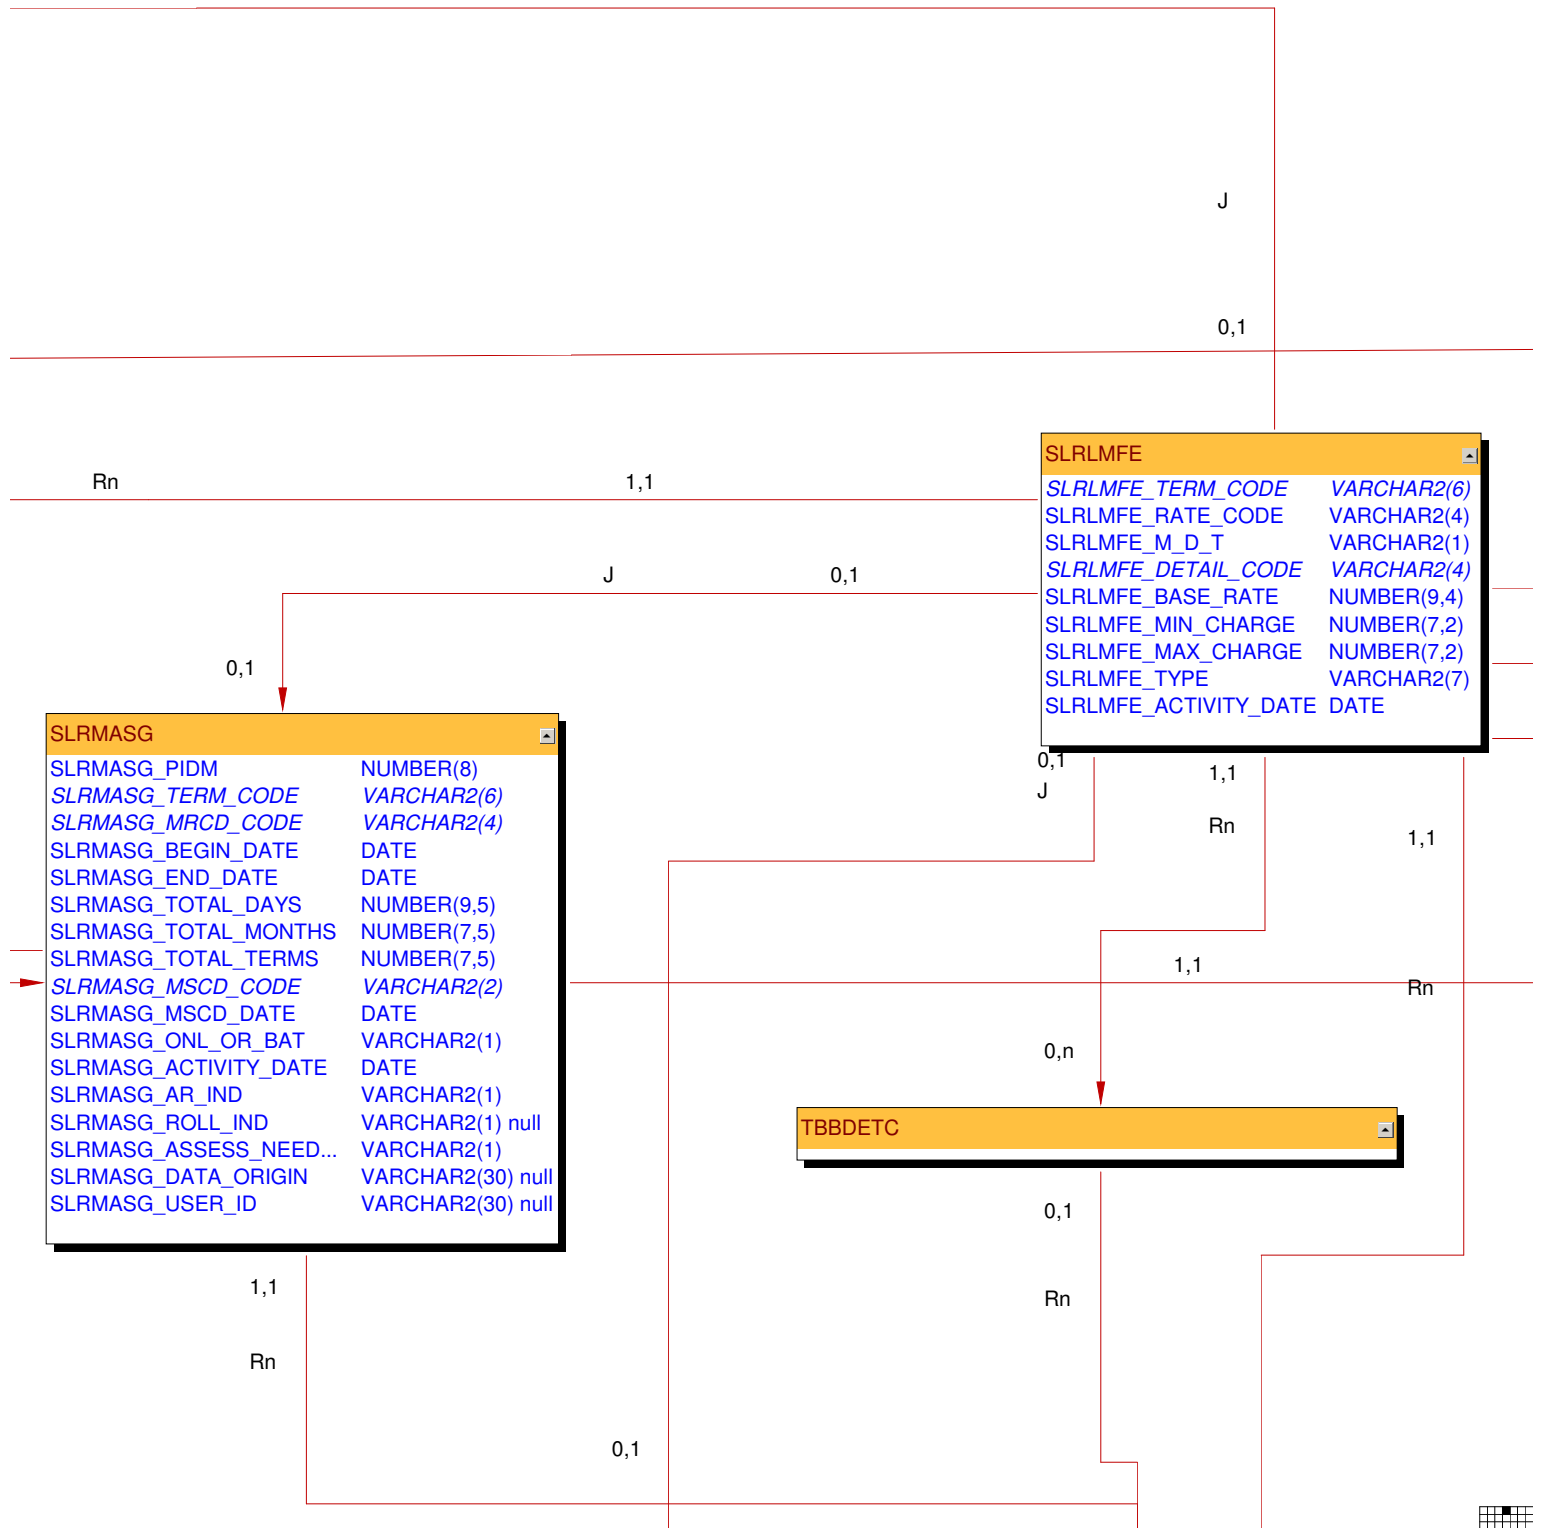 J
0,1
Rn 1,1
SLRLMFE
SLRLMFE_TERM_CODE VARCHAR2(6)
SLRLMFE_RATE_CODE VARCHAR2(4)
SLRLMFE_M_D_T VARCHAR2(1)
SLRLMFE_DETAIL_CODE VARCHAR2(4)
SLRLMFE_BASE_RATE NUMBER(9,4)
SLRLMFE_MIN_CHARGE NUMBER(7,2)
SLRLMFE_MAX_CHARGE NUMBER(7,2)
SLRLMFE_TYPE VARCHAR2(7)
SLRLMFE_ACTIVITY_DATE DATE
J 0,1
0,1
SLRMASG
SLRMASG_PIDM NUMBER(8)
SLRMASG_TERM_CODE VARCHAR2(6)
SLRMASG_MRCD_CODE VARCHAR2(4)
SLRMASG_BEGIN_DATE DATE
SLRMASG_END_DATE DATE
SLRMASG_TOTAL_DAYS NUMBER(9,5)
SLRMASG_TOTAL_MONTHS NUMBER(7,5)
SLRMASG_TOTAL_TERMS NUMBER(7,5)
SLRMASG_MSCD_CODE VARCHAR2(2)
SLRMASG_MSCD_DATE DATE
SLRMASG_ONL_OR_BAT VARCHAR2(1)
SLRMASG_ACTIVITY_DATE DATE
SLRMASG_AR_IND VARCHAR2(1)
SLRMASG_ROLL_IND VARCHAR2(1) null
SLRMASG_ASSESS_NEED... VARCHAR2(1)
SLRMASG_DATA_ORIGIN VARCHAR2(30) null
SLRMASG_USER_ID VARCHAR2(30) null
0,1
J
1,1
Rn
1,1
1,1
Rn
0,n
TBBDETC
0,1
Rn
1,1
Rn
0,1